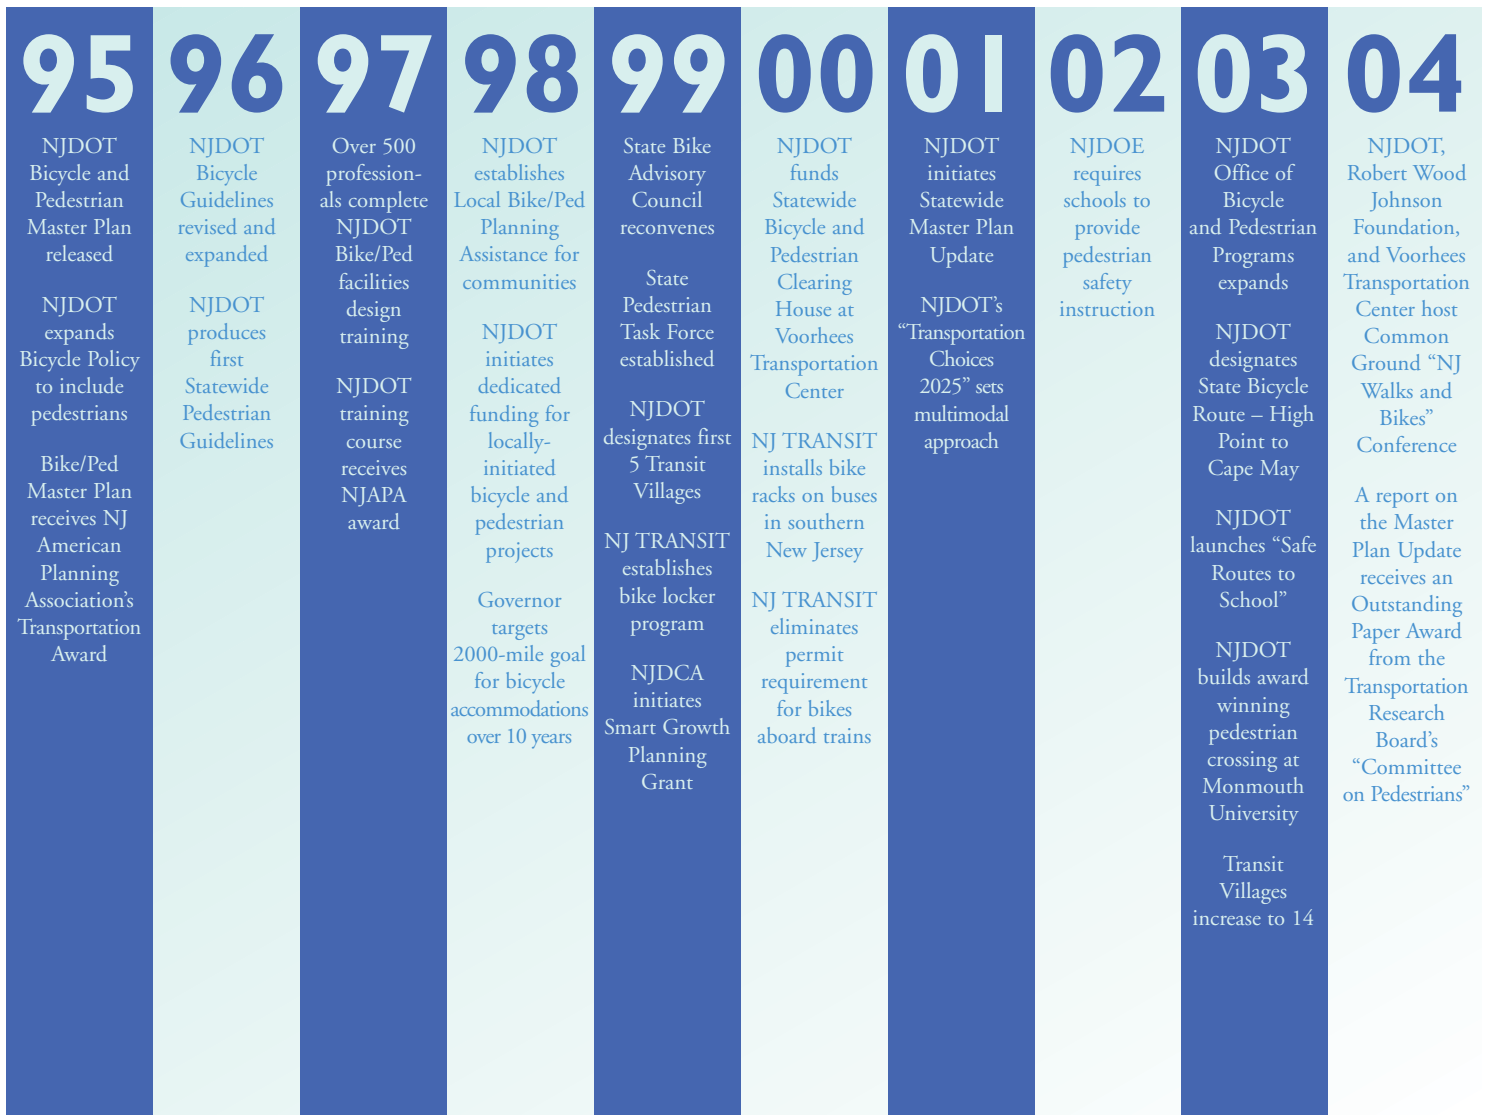 95
NJDOT
Bicycle and
Pedestrian
Master Plan
released
NJDOT
expands
Bicycle Policy
to include
pedestrians
Bike/Ped
Master Plan
receives NJ
American
Planning
Association’s
Transportation
Award
96
NJDOT
Bicycle
Guidelines
revised and
expanded
NJDOT
produces
first
Statewide
Pedestrian
Guidelines
97
Over 500
profession-
als complete
NJDOT
Bike/Ped
facilities
design
training
NJDOT
training
course
receives
NJAPA
award
98
NJDOT
establishes
Local Bike/Ped
Planning
Assistance for
communities
NJDOT
initiates
dedicated
funding for
locally-
initiated
bicycle and
pedestrian
projects
Governor
targets
2000-mile goal
for bicycle
accommodations
over 10 years
99
State Bike
Advisory
Council
reconvenes
State
Pedestrian
Task Force
established
NJDOT
designates first
5 Transit
Villages
NJ TRANSIT
establishes
bike locker
program
NJDCA
initiates
Smart Growth
Planning
Grant
00
NJDOT
funds
Statewide
Bicycle and
Pedestrian
Clearing
House at
Voorhees
Transportation
Center
NJ TRANSIT
installs bike
racks on buses
in southern
New Jersey
NJ TRANSIT
eliminates
permit
requirement
for bikes
aboard trains
01
NJDOT
initiates
Statewide
Master Plan
Update
NJDOT’s
“Transportation
Choices
2025” sets
multimodal
approach
02
NJDOE
requires
schools to
provide
pedestrian
safety
instruction
03
NJDOT
Office of
Bicycle
and Pedestrian
Programs
expands
NJDOT
designates
State Bicycle
Route – High
Point to
Cape May
NJDOT
launches “Safe
Routes to
School”
NJDOT
builds award
winning
pedestrian
crossing at
Monmouth
University
Transit
Villages
increase to 14
04
NJDOT,
Robert Wood
Johnson
Foundation,
and Voorhees
Transportation
Center host
Common
Ground “NJ
Walks and
Bikes”
Conference
A report on
the Master
Plan Update
receives an
Outstanding
Paper Award
from the
Transportation
Research
Board’s
“Committee
on Pedestrians”